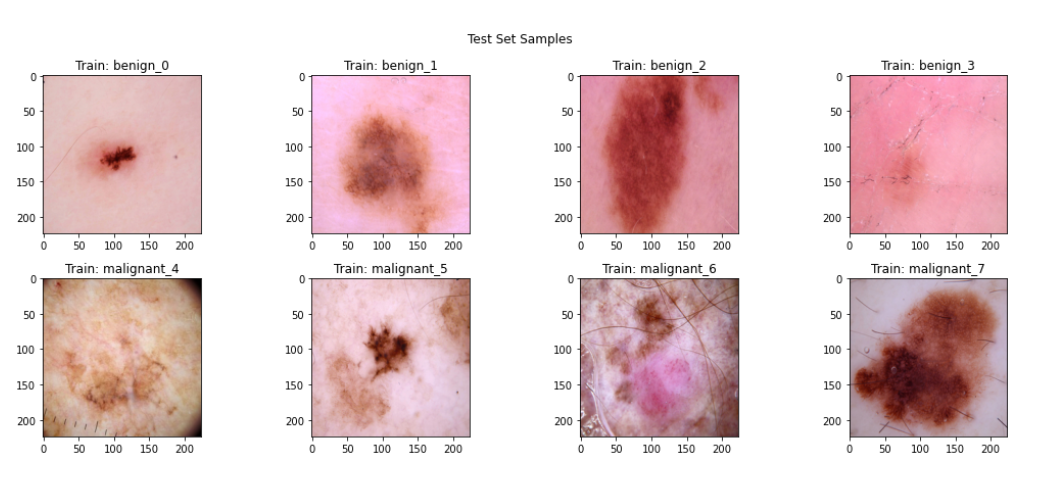 Test Set Samples
Train: benign_0 Train: benign_1 Train: benign_2 Train: benign_3
0 0 0 0
50 50 50 50
100 100 100 100
150 150 150 150
200 200 200 200
0 50 100 150 200 0 50 100 150 200 0 50 100 150 200 0 50 100 150 200
Train: malignant_4 Train: malignant_5 Train: malignant_6 Train: malignant_7
0 0 0 0
50 50 50 50
100 100 100 100
150 150 150 150
200 200 200 200
0 50 100 150 200 0 50 100 150 200 0 50 100 150 200 0 50 100 150 200